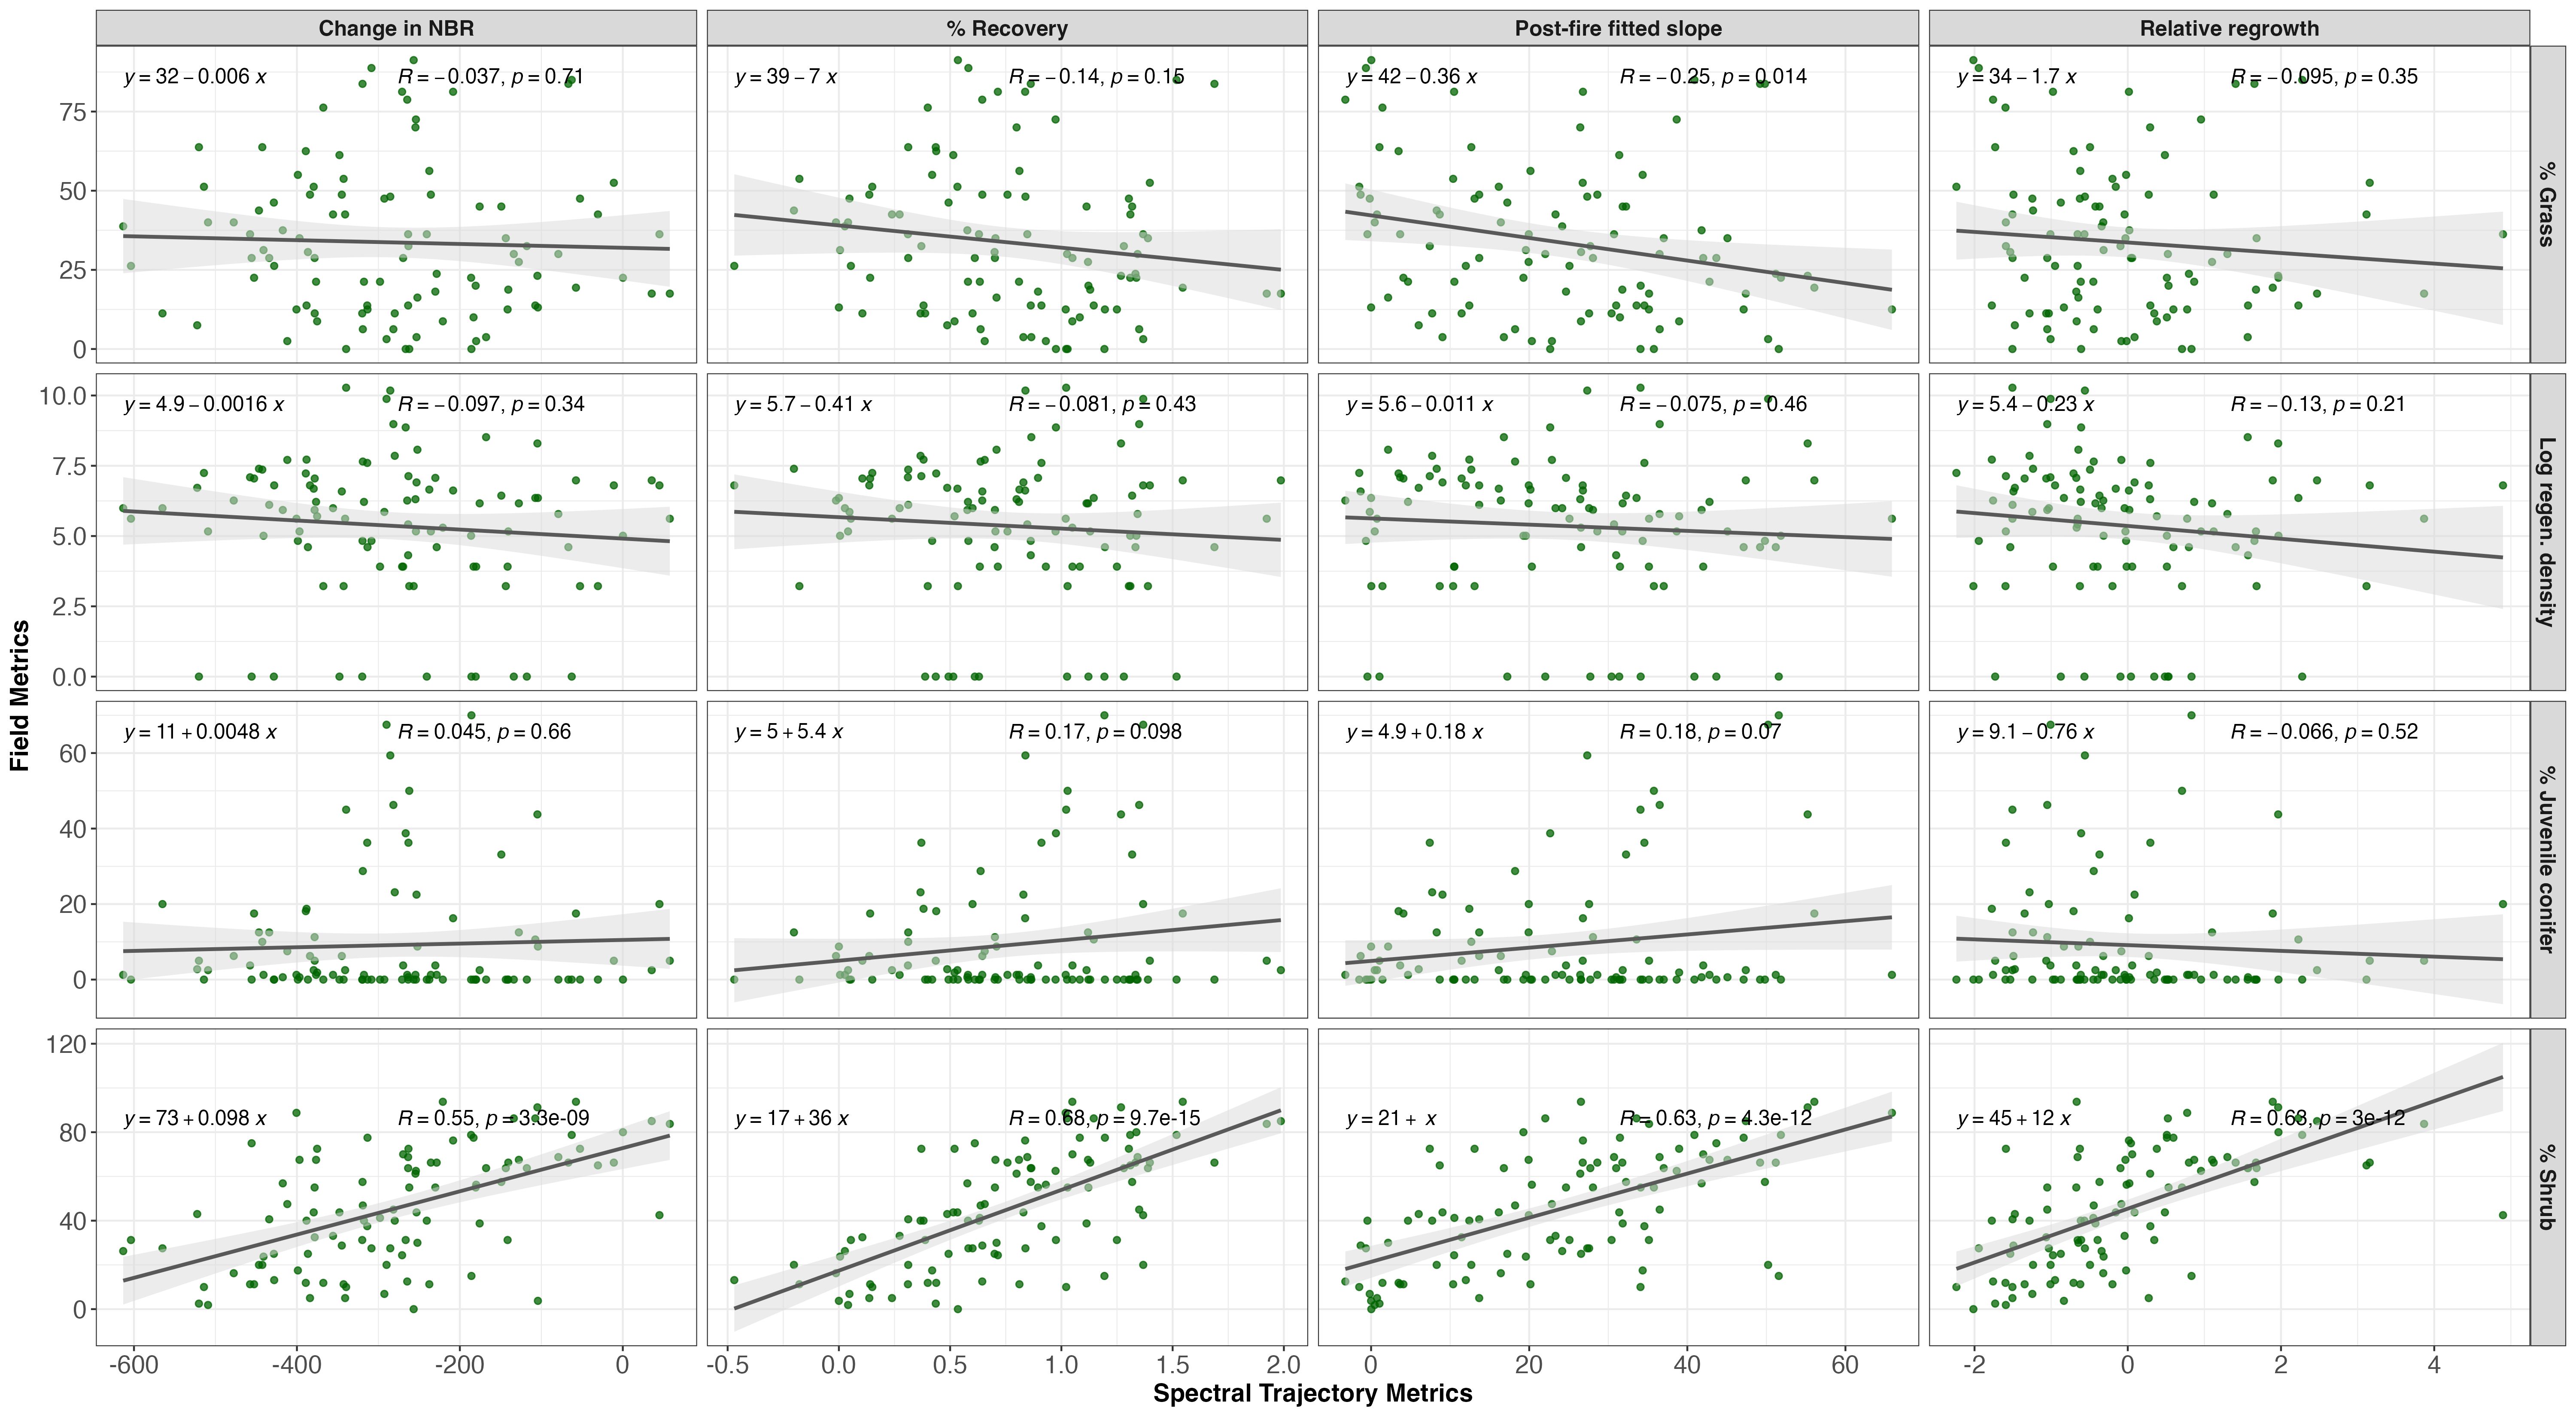 Change in NBR
% Recovery
Post-fire fitted slope
Relative regrowth
y = 32 − 0.006 x
R = −0.037, p = 0.71
y = 39 − 7 x
R = −0.14, p = 0.15
y = 42 − 0.36 x
R = −0.25, p = 0.014
y = 34 − 1.7 x
R = −0.095, p = 0.35
75
50
25
0
% Grass
y = 4.9 − 0.0016 x
R = −0.097, p = 0.34
y = 5.7 − 0.41 x
R = −0.081, p = 0.43
y = 5.6 − 0.011 x
R = −0.075, p = 0.46
y = 5.4 − 0.23 x
R = −0.13, p = 0.21
10.0
7.5
5.0
2.5
0.0
Log regen. density
Field Metrics
y = 11 + 0.0048 x
R = 0.045, p = 0.66
y = 5 + 5.4 x
R = 0.17, p = 0.098
y = 4.9 + 0.18 x
R = 0.18, p = 0.07
y = 9.1 − 0.76 x
R = −0.066, p = 0.52
60
40
20
0
% Juvenile conifer
y = 73 + 0.098 x
R = 0.55, p = 3.3e-09
y = 17 + 36 x
R = 0.68, p = 9.7e-15
y = 21 + x
R = 0.63, p = 4.3e-12
y = 45 + 12 x
R = 0.63, p = 3e-12
120
80
40
0
% Shrub
-600 -400 -200 0
-0.5 0.0 0.5 1.0 1.5 2.0
0 20 40 60
-2 0 2 4
Spectral Trajectory Metrics